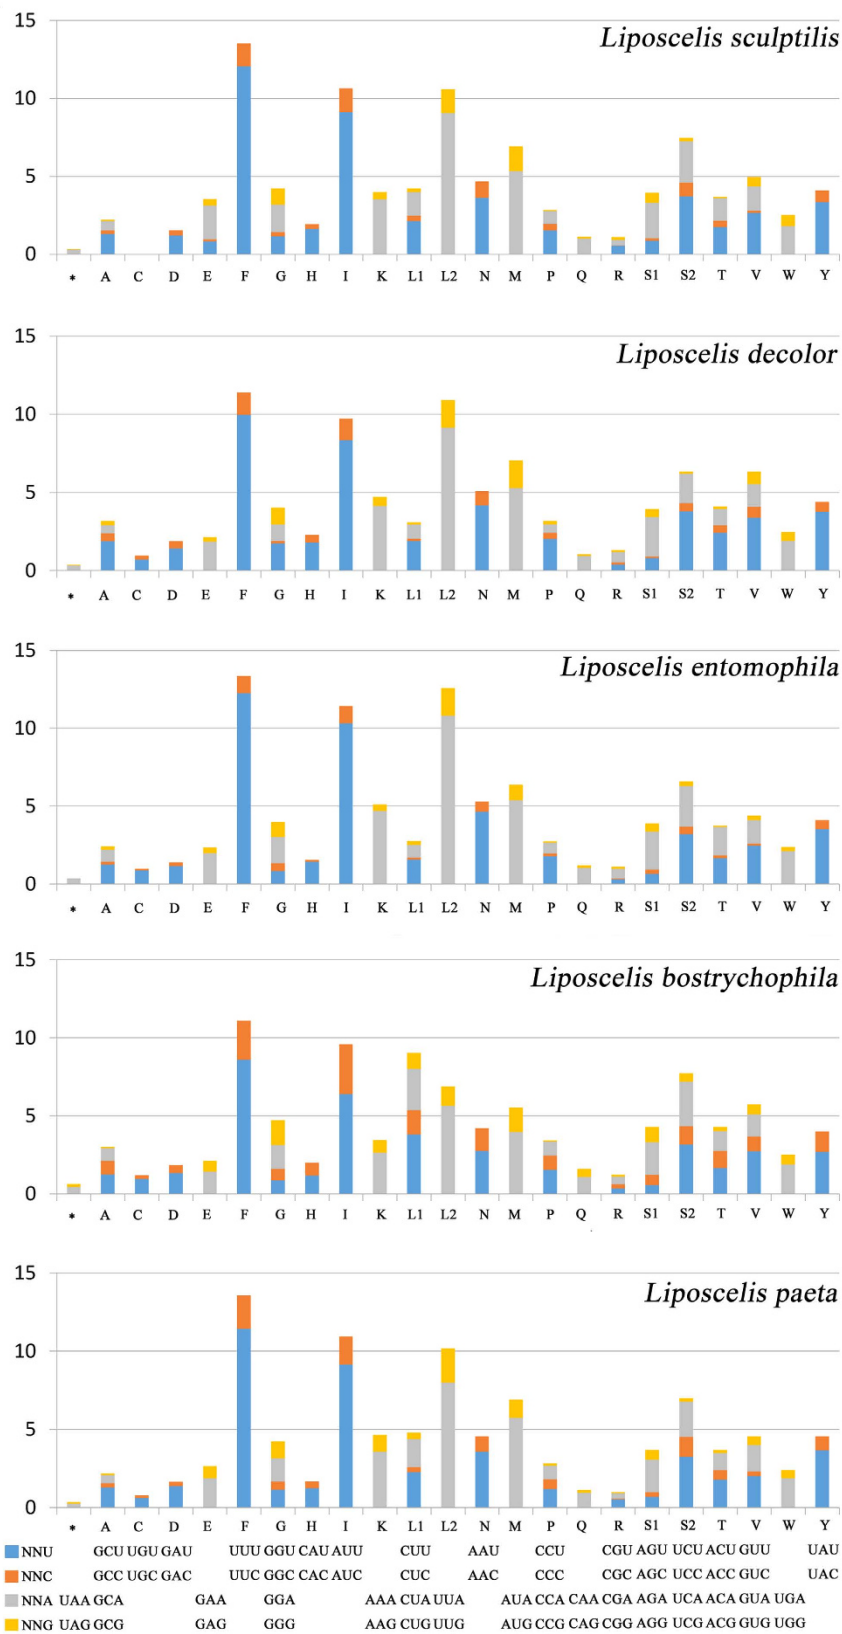 15
Liposcelis sculptilis
10
5
0
* A C D E F G H I K L1 L2 N M P Q R S1 S2 T V W Y
15
Liposcelis decolor
10
5
0
* A C D E F G H I K L1 L2 N M P Q R S1 S2 T V W Y
15
Liposcelis entomophila
10
5
0
* A C D E F G H I K L1 L2 N M P Q R S1 S2 T V W Y
15
Liposcelis bostrychophila
10
5
0
* A C D E F G H I K L1 L2 N M P Q R S1 S2 T V W Y
15
Liposcelis paeta
10
5
0
* A C D E F G H I K L1 L2 N M P Q R S1 S2 T V W Y
NNU GCU UGU GAU UUU GGU CAU AUU CUU AAU CCU CGU AGU UCU ACU GUU UAU
NNC GCC UGC GAC UUC GGC CAC AUC CUC AAC CCC CGC AGC UCC ACC GUC UAC
NNA UAA GCA GAA GGA AAA CUA UUA AUA CCA CAA CGA AGA UCA ACA GUA UGA
NNG UAG GCG GAG GGG AAG CUG UUG AUG CCG CAG CGG AGG UCG ACG GUG UGG